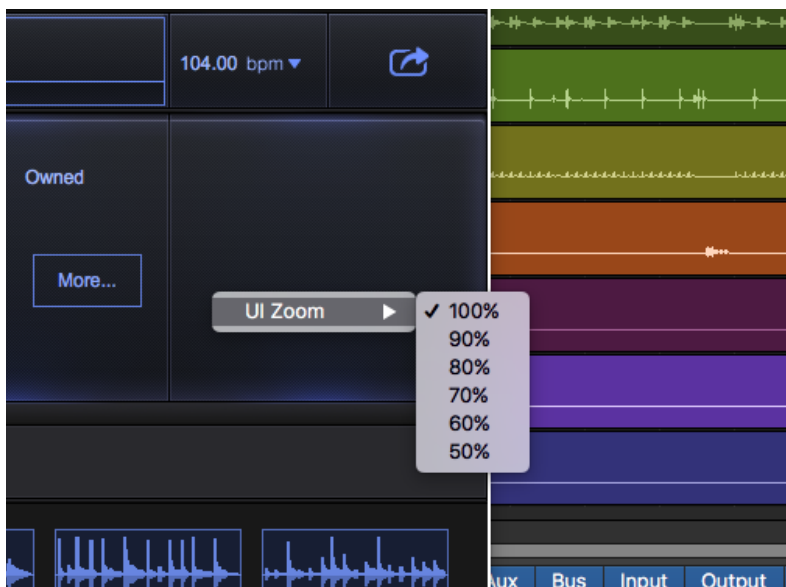 104.00 bpm
Owned
More...
UI Zoom
✓ 100%
90%
80%
70%
60%
50%
Aux Bus Input Output